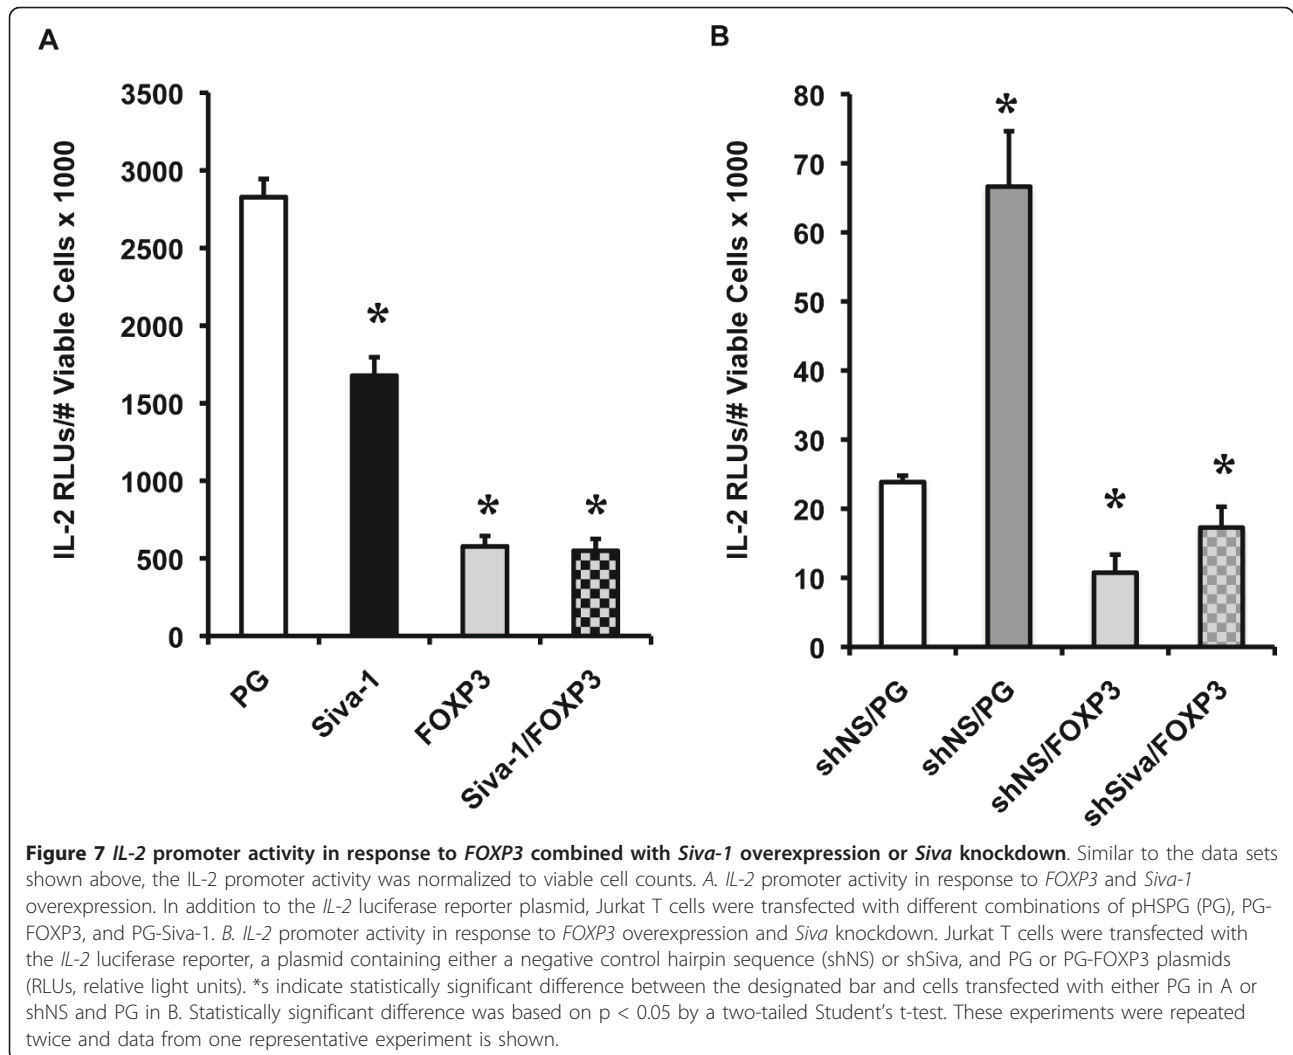 A
B
IL-2 RLUs/# Viable Cells x 1000
3500
3000
2500
2000
1500
1000
500
0
*
*
*
PG
Siva-1
FOXP3
Siva-1/FOXP3
IL-2 RLUs/# Viable Cells x 1000
80
70
60
50
40
30
20
10
0
*
*
*
shNS/PG
shNS/PG
shNS/FOXP3
shSiva/FOXP3
Figure 7 IL-2 promoter activity in response to FOXP3 combined with Siva-1 overexpression or Siva knockdown. Similar to the data sets
shown above, the IL-2 promoter activity was normalized to viable cell counts. A. IL-2 promoter activity in response to FOXP3 and Siva-1
overexpression. In addition to the IL-2 luciferase reporter plasmid, Jurkat T cells were transfected with different combinations of pHSPG (PG), PG-
FOXP3, and PG-Siva-1. B. IL-2 promoter activity in response to FOXP3 overexpression and Siva knockdown. Jurkat T cells were transfected with
the IL-2 luciferase reporter, a plasmid containing either a negative control hairpin sequence (shNS) or shSiva, and PG or PG-FOXP3 plasmids
(RLUs, relative light units). *s indicate statistically significant difference between the designated bar and cells transfected with either PG in A or
shNS and PG in B. Statistically significant difference was based on p < 0.05 by a two-tailed Student's t-test. These experiments were repeated
twice and data from one representative experiment is shown.